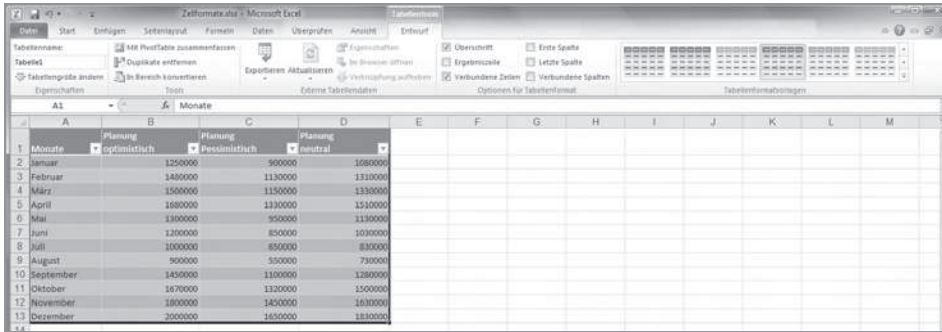 Zellformate.xlsx - Microsoft Excel
Tabellentools
Datei Start Einfügen Seitenlayout Formeln Daten Überprüfen Ansicht Entwurf
Tabellenname: Mit PivotTable zusammenfassen Eigenschaften Überschrift Erste Spalte
Tabelle1 Duplikate entfernen Im Browser öffnen Ergebniszeile Letzte Spalte
Tabellengröße ändern In Bereich konvertieren Exportieren Aktualisieren Verknüpfung aufheben Verbundene Zeilen Verbundene Spalten
Eigenschaften Tools Externe Tabellendaten Optionen für Tabellenformat Tabellenformatvorlagen
A1 fx Monate
A B C D E F G H I J K L M
Planung Planung Planung
1 Monate optimistisch Pessimistisch neutral
2 Januar 1250000 900000 1080000
3 Februar 1480000 1130000 1310000
4 März 1500000 1150000 1330000
5 April 1680000 1330000 1510000
6 Mai 1300000 950000 1130000
7 Juni 1200000 850000 1030000
8 Juli 1000000 650000 830000
9 August 900000 550000 730000
10 September 1450000 1100000 1280000
11 Oktober 1670000 1320000 1500000
12 November 1800000 1450000 1630000
13 Dezember 2000000 1650000 1830000
14